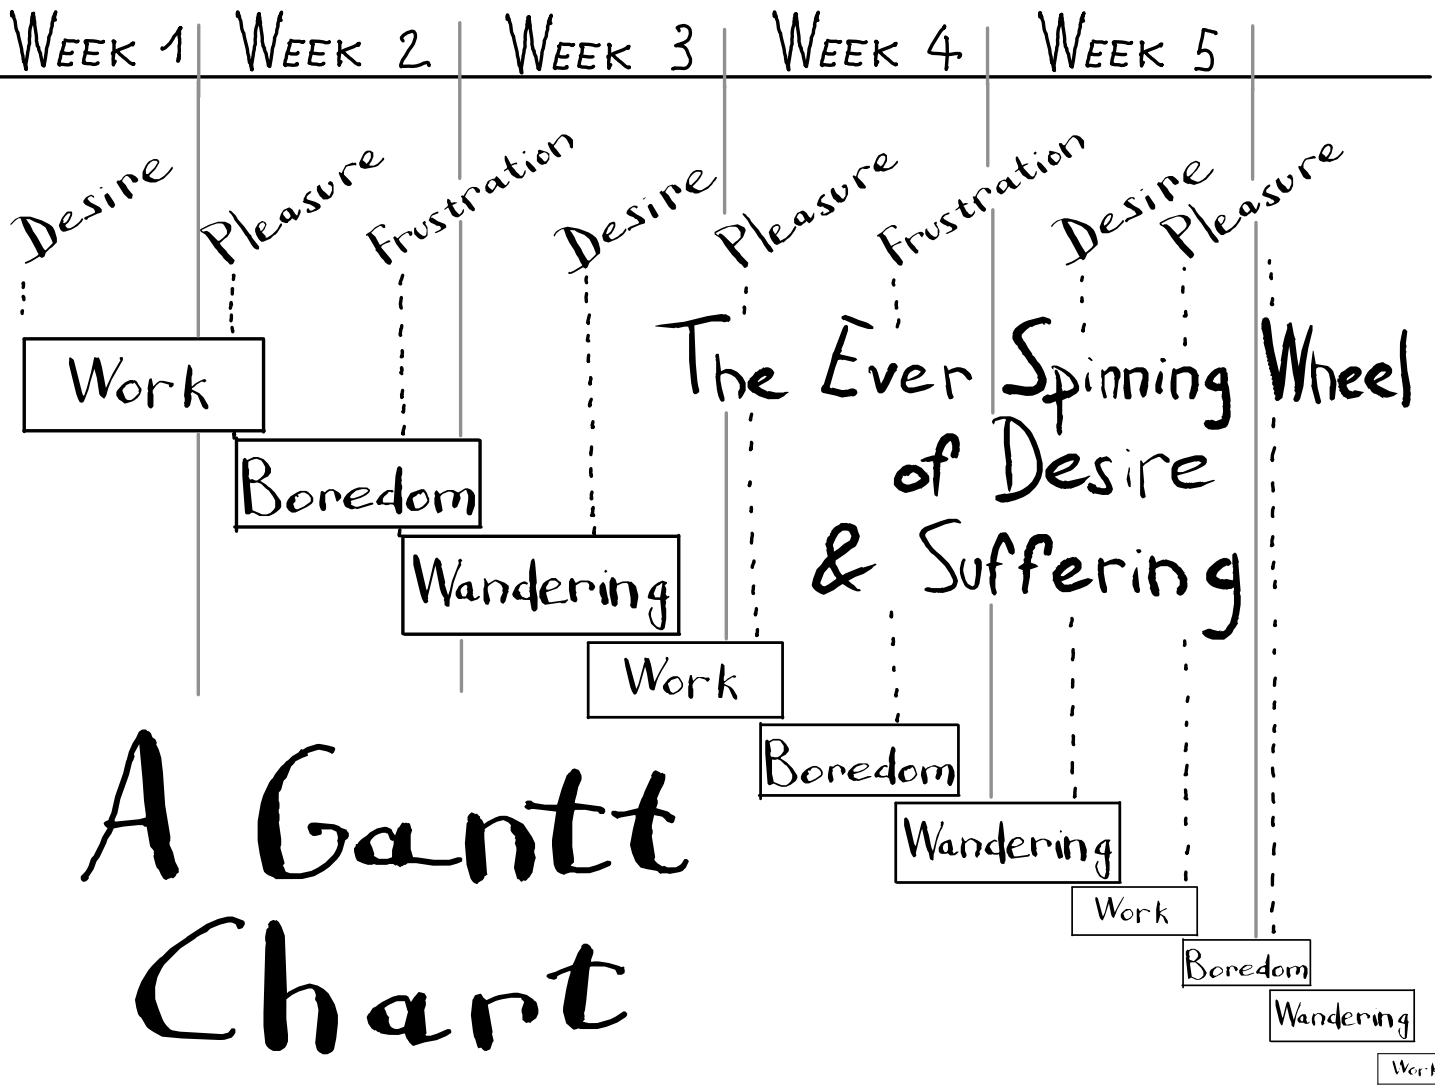 WEEK 1 WEEK 2 WEEK 3 WEEK 4 WEEK 5
Desire Pleasure Frustration Desire Pleasure Frustration Desire Pleasure
Work
The Ever Spinning Wheel
of Desire
& Suffering
Boredom
Wandering
Work
Boredom
Wandering
Work
Boredom
Wandering
Work
A Gantt
Chart